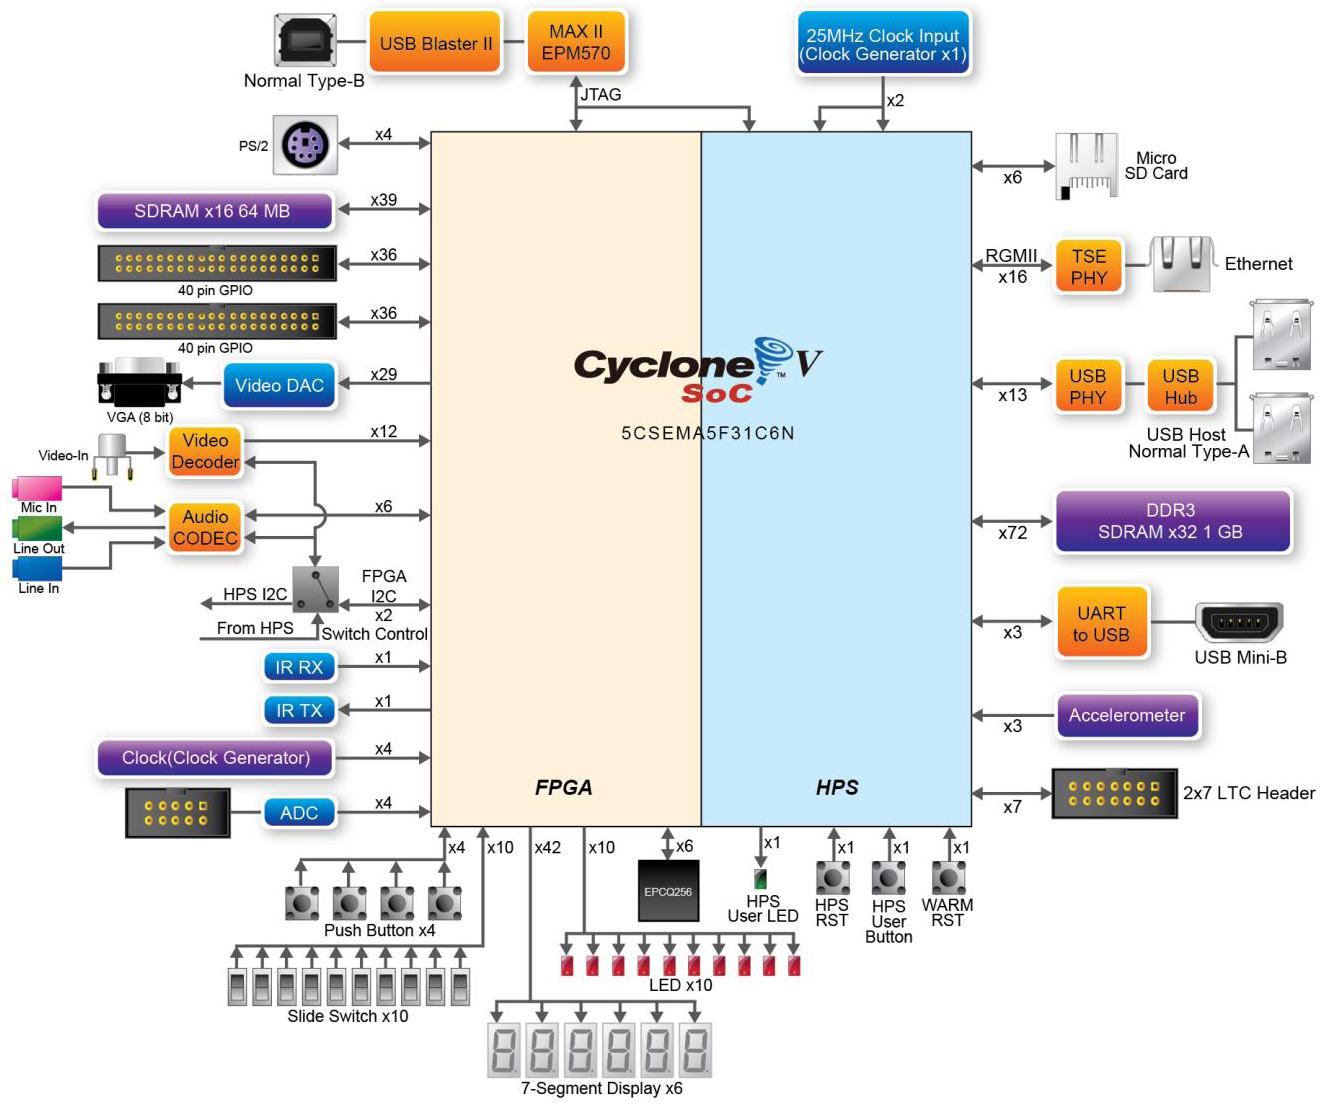 USB Blaster II
MAX II
EPM570
25MHz Clock Input
(Clock Generator x1)
Normal Type-B
JTAG
x2
PS/2
x4
Micro
SD Card
x6
SDRAM x16 64 MB
x39
x36
40 pin GPIO
RGMII
x16
TSE
PHY
Ethernet
x36
40 pin GPIO
Cyclone V
TM
SoC
5CSEMA5F31C6N
Video DAC
x29
VGA (8 bit)
x13
USB
PHY
USB
Hub
USB Host
Normal Type-A
Video-In
Video
Decoder
x12
Mic In
Line Out
Line In
Audio
CODEC
x6
x72
DDR3
SDRAM x32 1 GB
HPS I2C
From HPS
FPGA
I2C
x2
Switch Control
x3
UART
to USB
USB Mini-B
IR RX
x1
IR TX
x1
x3
Accelerometer
Clock(Clock Generator)
x4
ADC
x4
FPGA
HPS
x7
2x7 LTC Header
x4
x10
x42
x10
x6
x1
x1
x1
x1
EPCQ256
HPS
User LED
HPS
RST
HPS
User
Button
WARM
RST
Push Button x4
LED x10
Slide Switch x10
7-Segment Display x6